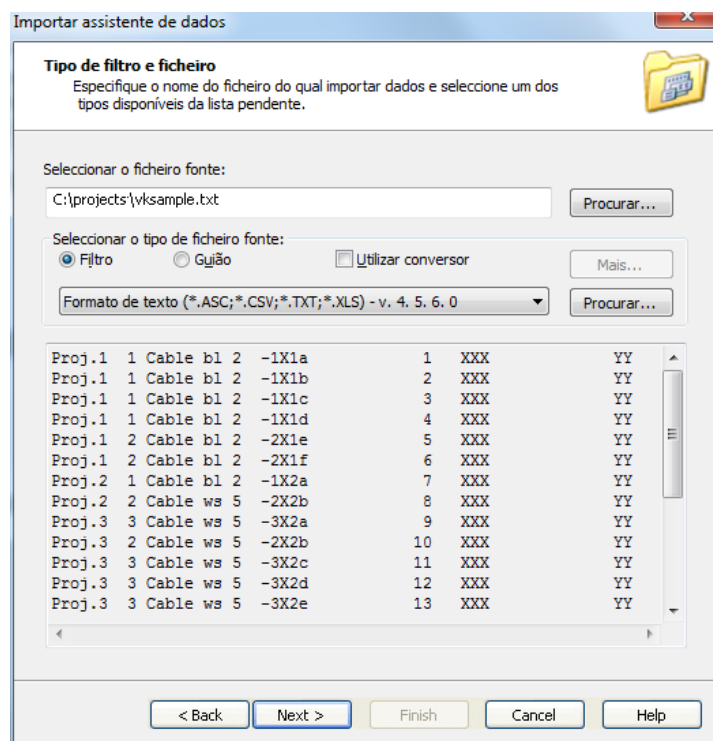 Importar assistente de dados
Tipo de filtro e ficheiro
Especifique o nome do ficheiro do qual importar dados e seleccione um dos
tipos disponíveis da lista pendente.
Seleccionar o ficheiro fonte:
C:\projects\vksample.txt
Procurar...
Seleccionar o tipo de ficheiro fonte:
Filtro Guião Utilizar conversor Mais...
Formato de texto (*.ASC;*.CSV;*.TXT;*.XLS) - v. 4. 5. 6. 0 Procurar...
Proj.1 1 Cable bl 2 -1X1a 1 XXX YY
Proj.1 1 Cable bl 2 -1X1b 2 XXX YY
Proj.1 1 Cable bl 2 -1X1c 3 XXX YY
Proj.1 1 Cable bl 2 -1X1d 4 XXX YY
Proj.1 2 Cable bl 2 -2X1e 5 XXX YY
Proj.1 2 Cable bl 2 -2X1f 6 XXX YY
Proj.2 1 Cable bl 2 -1X2a 7 XXX YY
Proj.2 2 Cable ws 5 -2X2b 8 XXX YY
Proj.3 3 Cable ws 5 -3X2a 9 XXX YY
Proj.3 2 Cable ws 5 -2X2b 10 XXX YY
Proj.3 3 Cable ws 5 -3X2c 11 XXX YY
Proj.3 3 Cable ws 5 -3X2d 12 XXX YY
Proj.3 3 Cable ws 5 -3X2e 13 XXX YY
< Back Next > Finish Cancel Help